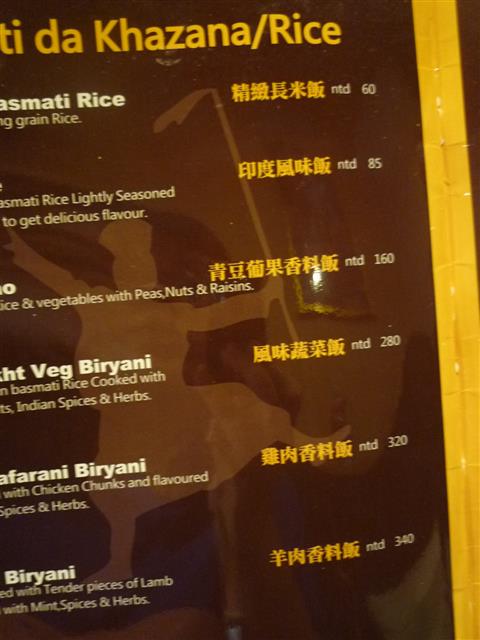 ti da Khazana/Rice
asmati Rice 精緻長米飯 ntd 60
ng grain Rice.
印度風味飯 ntd 85
asmati Rice Lightly Seasoned
to get delicious flavour.
青豆葡果香料飯 ntd 160
ice & vegetables with Peas,Nuts & Raisins.
風味蔬菜飯 ntd 280
ht Veg Biryani
n basmati Rice Cooked with
ts, Indian Spices & Herbs.
雞肉香料飯 ntd 320
afarani Biryani
with Chicken Chunks and flavoured
Spices & Herbs.
羊肉香料飯 ntd 340
Biryani
ed with Tender pieces of Lamb
with Mint,Spices & Herbs.